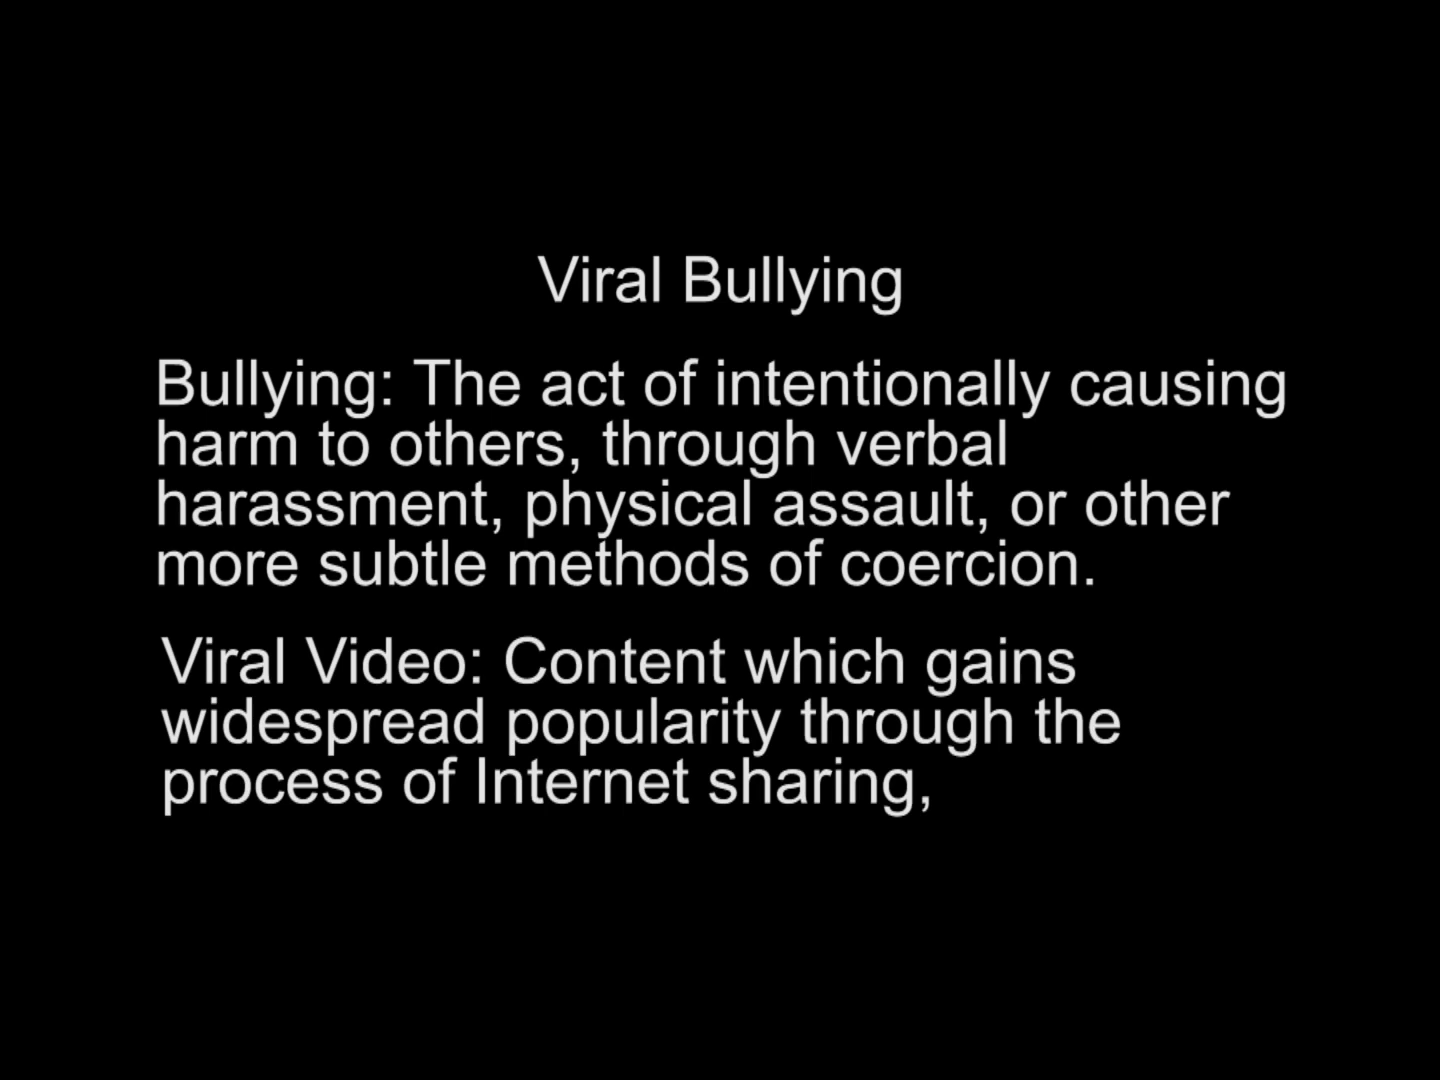 Viral Bullying
Bullying: The act of intentionally causing
harm to others, through verbal
harassment, physical assault, or other
more subtle methods of coercion.
Viral Video: Content which gains
widespread popularity through the
process of Internet sharing,